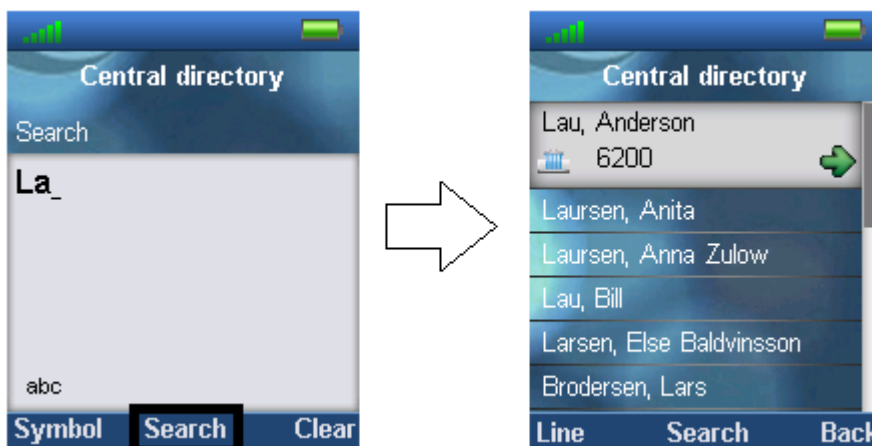 Central directory
Search
La_
abc
Symbol Search Clear
Central directory
Lau, Anderson
6200
Laursen, Anita
Laursen, Anna Zulow
Lau, Bill
Larsen, Else Baldvinsson
Brodersen, Lars
Line Search Back